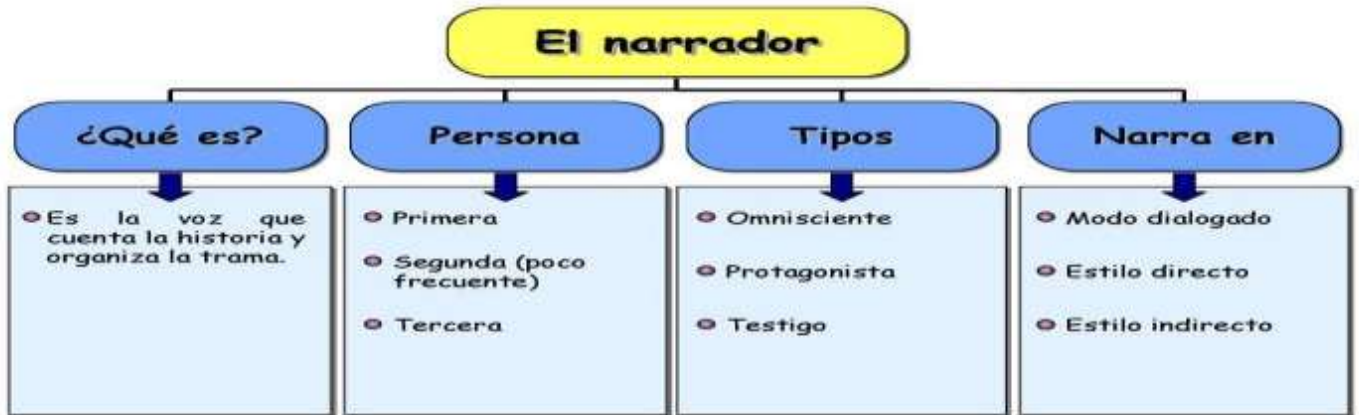 El narrador
¿Qué es?
Persona
Tipos
Narra en
Es la voz que
cuenta la historia y
organiza la trama.
Primera
Segunda (poco
frecuente)
Tercera
Omnisciente
Protagonista
Testigo
Modo dialogado
Estilo directo
Estilo indirecto